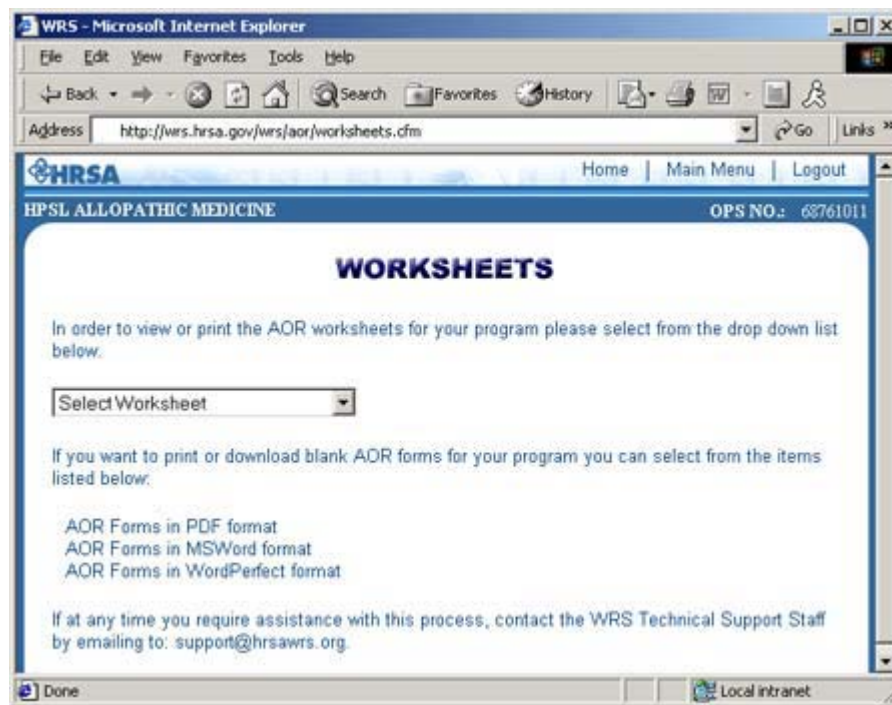 WRS - Microsoft Internet Explorer
File Edit View Favorites Tools Help
Back Search Favorites History
Address http://wrs.hrsa.gov/wrs/aor/worksheets.cfm Go Links »
HRSA Home | Main Menu | Logout
HPSL ALLOPATHIC MEDICINE OPS NO.: 68761011
WORKSHEETS
In order to view or print the AOR worksheets for your program please select from the drop down list
below.
Select Worksheet
If you want to print or download blank AOR forms for your program you can select from the items
listed below:
AOR Forms in PDF format
AOR Forms in MSWord format
AOR Forms in WordPerfect format
If at any time you require assistance with this process, contact the WRS Technical Support Staff
by emailing to: support@hrsawrs.org.
Done Local intranet